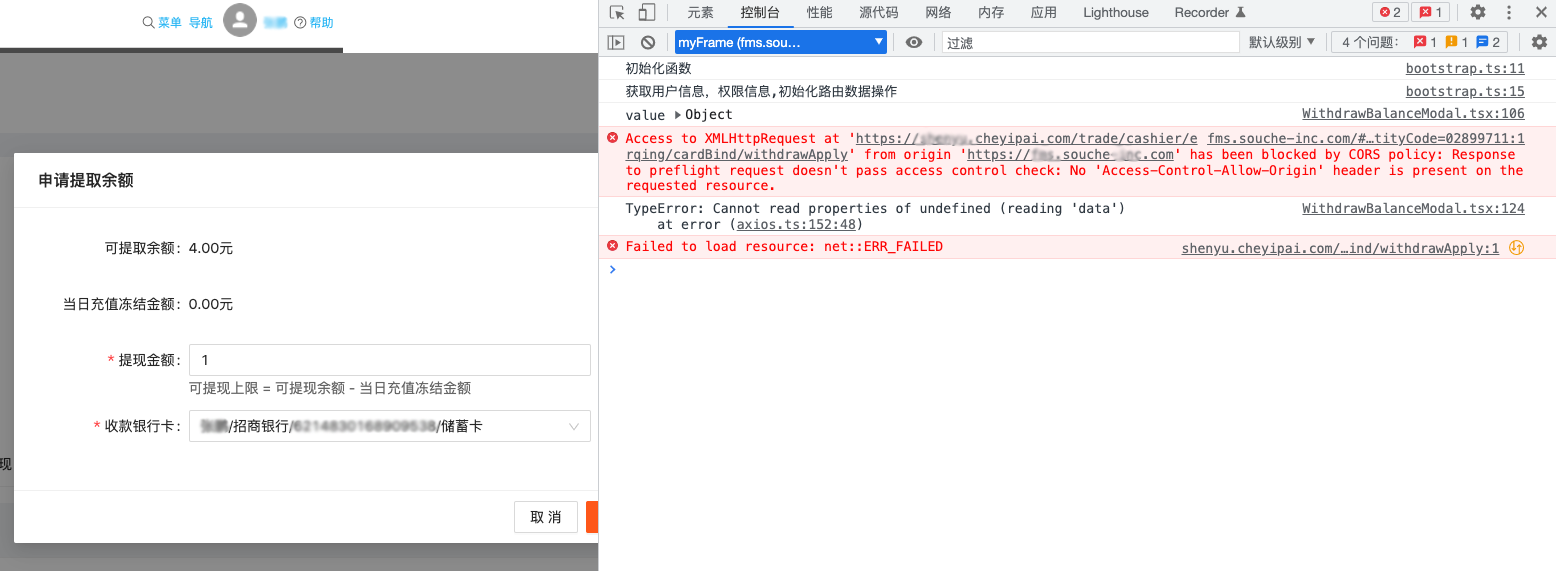 菜单 导航 帮助
申请提取余额
可提取余额: 4.00元
当日充值冻结金额: 0.00元
* 提现金额: 1
可提现上限 = 可提现余额 - 当日充值冻结金额
* 收款银行卡: /招商银行/ /储蓄卡
现
取 消
元素 控制台 性能 源代码 网络 内存 应用 Lighthouse Recorder 2 1
myFrame (fms.sou… 过滤 默认级别 4 个问题: 1 1 2
初始化函数 bootstrap.ts:11
获取用户信息，权限信息,初始化路由数据操作 bootstrap.ts:15
value Object WithdrawBalanceModal.tsx:106
Access to XMLHttpRequest at 'https://shenyu.cheyipai.com/trade/cashier/e fms.souche-inc.com/#…tityCode=02899711:1
rqing/cardBind/withdrawApply' from origin 'https://fms.souche-inc.com' has been blocked by CORS policy: Response
to preflight request doesn't pass access control check: No 'Access-Control-Allow-Origin' header is present on the
requested resource.
TypeError: Cannot read properties of undefined (reading 'data') WithdrawBalanceModal.tsx:124
at error (axios.ts:152:48)
Failed to load resource: net::ERR_FAILED shenyu.cheyipai.com/…ind/withdrawApply:1